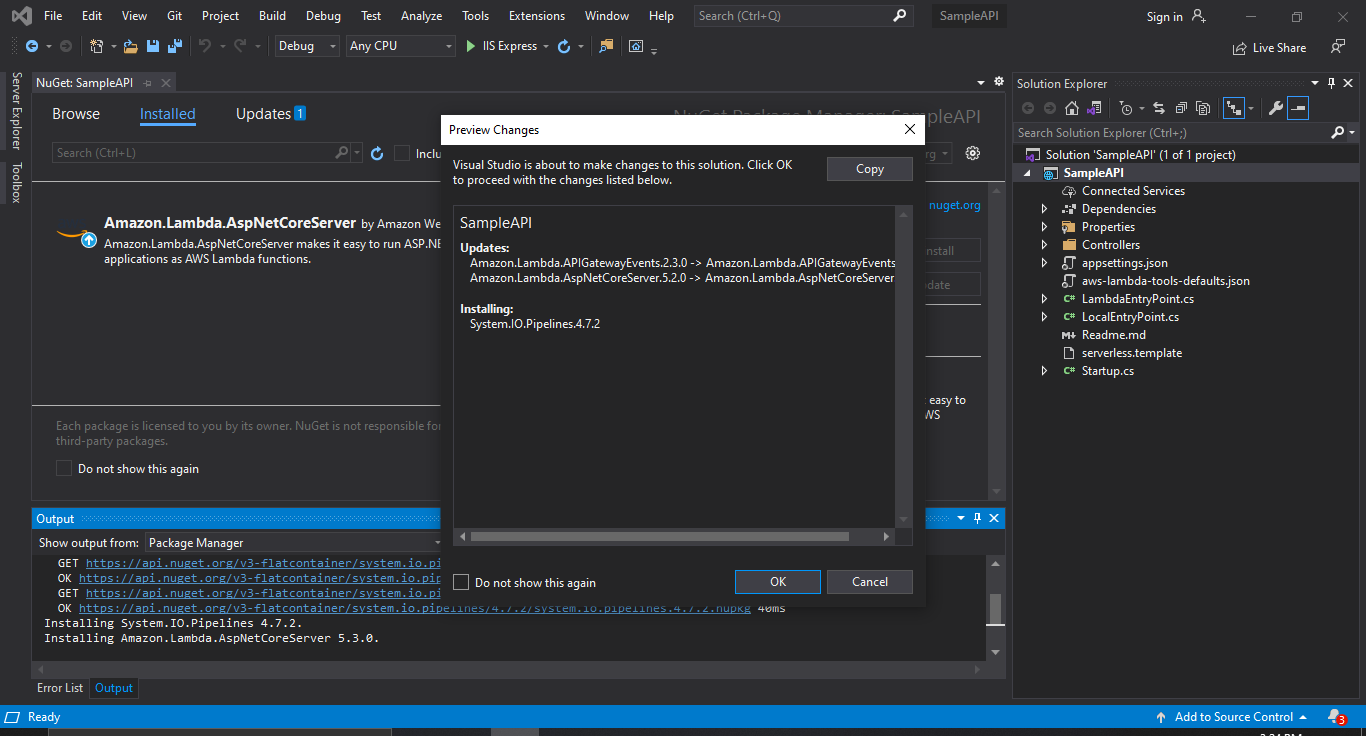 File Edit View Git Project Build Debug Test Analyze Tools Extensions Window Help Search (Ctrl+Q) SampleAPI Sign in
Debug Any CPU IIS Express Live Share
Server Explorer
Toolbox
NuGet: SampleAPI
Browse Installed Updates 1
NuGet Package Manager: SampleAPI
Search (Ctrl+L) Inclu
Amazon.Lambda.AspNetCoreServer by Amazon We
Amazon.Lambda.AspNetCoreServer makes it easy to run ASP.NE
applications as AWS Lambda functions.
nuget.org
Each package is licensed to you by its owner. NuGet is not responsible for
third-party packages.
Do not show this again
easy to
WS
Preview Changes
Visual Studio is about to make changes to this solution. Click OK
to proceed with the changes listed below.
Copy
SampleAPI
Updates:
Amazon.Lambda.APIGatewayEvents.2.3.0 -> Amazon.Lambda.APIGatewayEvents
Amazon.Lambda.AspNetCoreServer.5.2.0 -> Amazon.Lambda.AspNetCoreServer
Installing:
System.IO.Pipelines.4.7.2
Do not show this again
OK Cancel
Output
Show output from: Package Manager
GET https://api.nuget.org/v3-flatcontainer/system.io.pi
OK https://api.nuget.org/v3-flatcontainer/system.io.pip
GET https://api.nuget.org/v3-flatcontainer/system.io.pi
OK https://api.nuget.org/v3-flatcontainer/system.io.pipelines/4.7.2/system.io.pipelines.4.7.2.nupkg 40ms
Installing System.IO.Pipelines 4.7.2.
Installing Amazon.Lambda.AspNetCoreServer 5.3.0.
Error List Output
Solution Explorer
Search Solution Explorer (Ctrl+;)
Solution 'SampleAPI' (1 of 1 project)
SampleAPI
Connected Services
Dependencies
Properties
Controllers
appsettings.json
aws-lambda-tools-defaults.json
LambdaEntryPoint.cs
LocalEntryPoint.cs
Readme.md
serverless.template
Startup.cs
Ready Add to Source Control 3